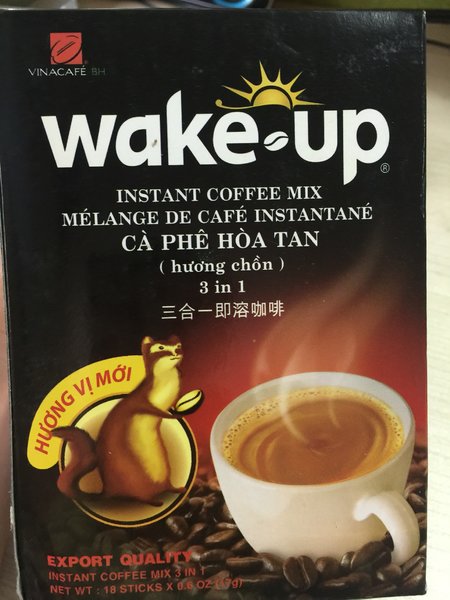 VINACAFÉ BH
wake-up
®
INSTANT COFFEE MIX
MÉLANGE DE CAFÉ INSTANTANÉ
CÀ PHÊ HÒA TAN
( hương chồn )
3 in 1
三合一即溶咖啡
HƯƠNG VỊ MỚI
EXPORT QUALITY
INSTANT COFFEE MIX 3 IN 1
NET WT : 18 STICKS X 0.6 OZ (17g)